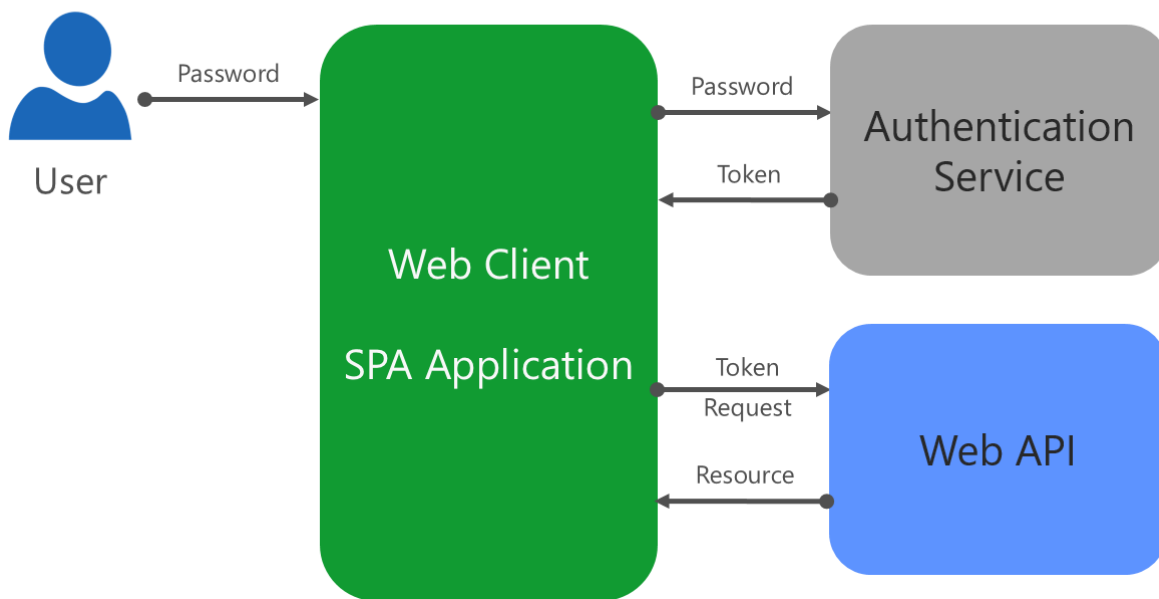 Password
User
Web Client
SPA Application
Password
Token
Authentication
Service
Token
Request
Resource
Web API